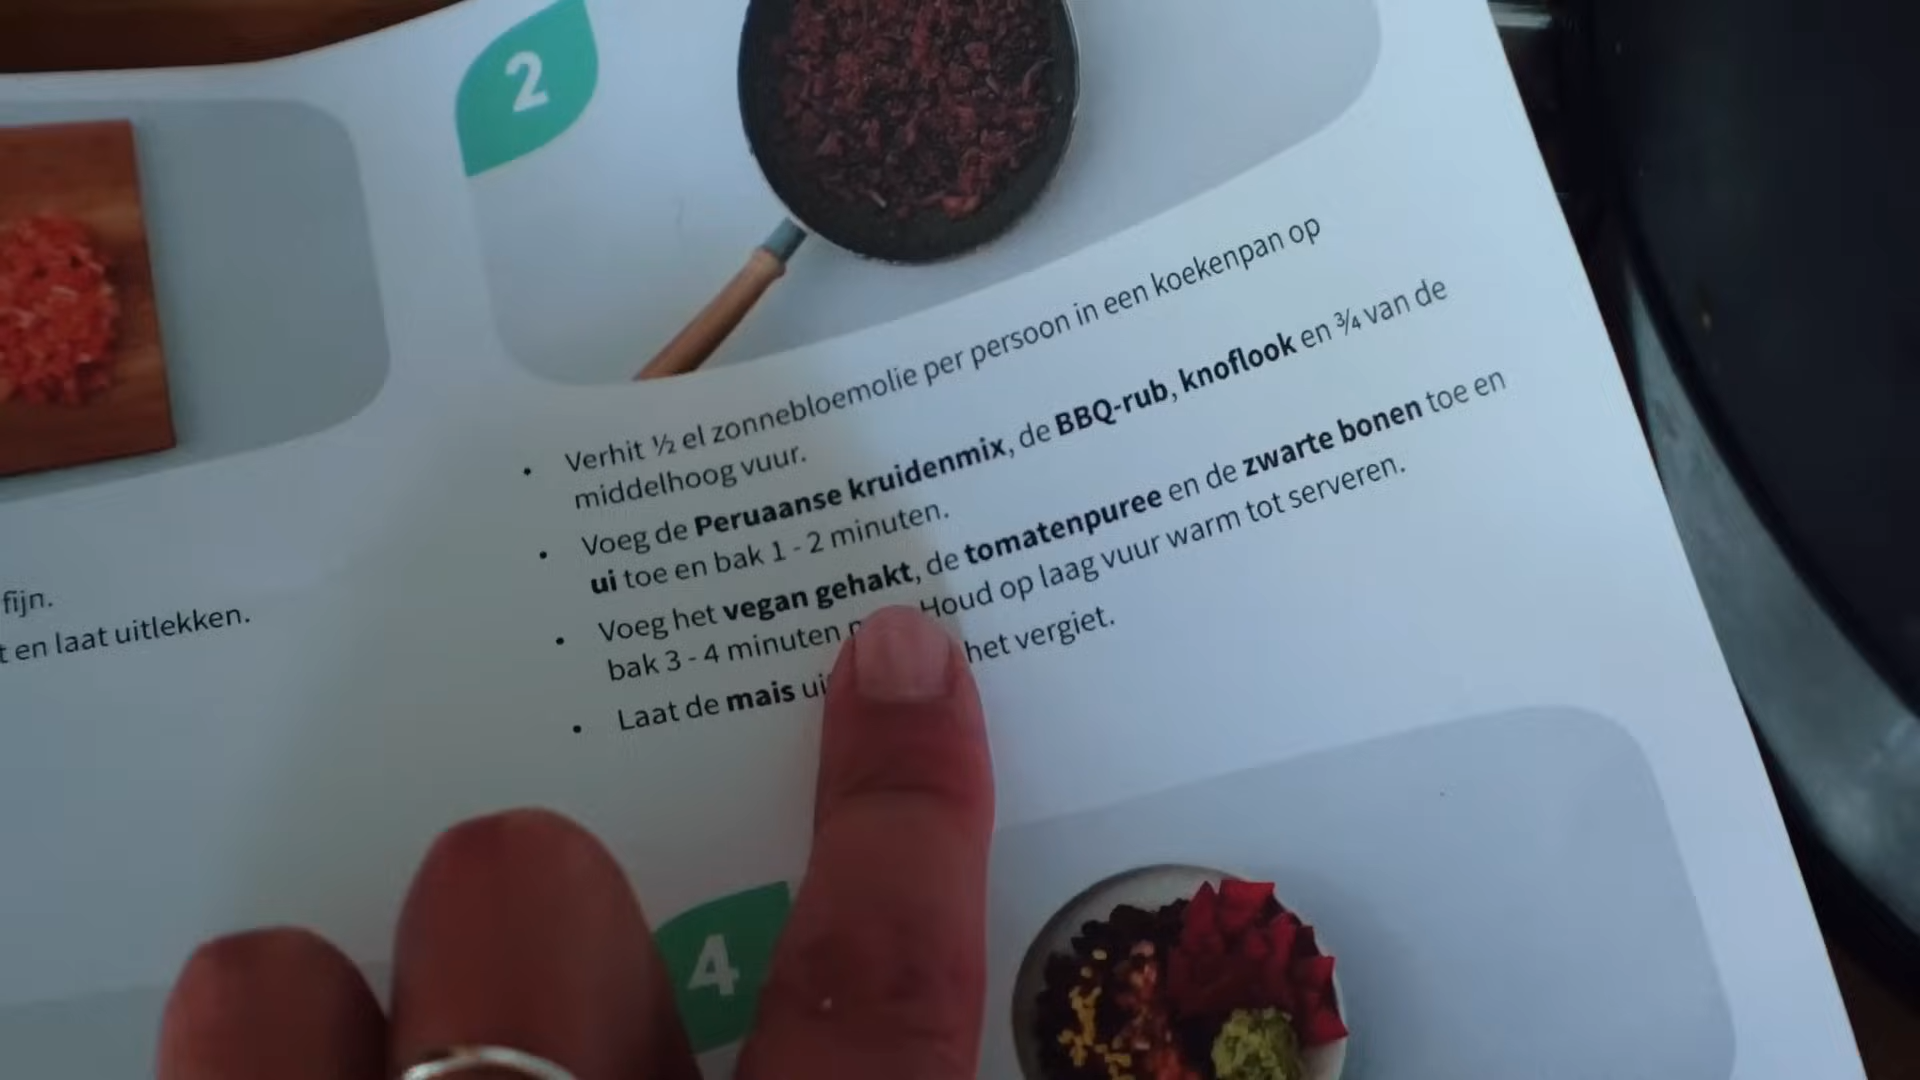 2
Verhit ½ el zonnebloemolie per persoon in een koekenpan op
middelhoog vuur.
Voeg de Peruaanse kruidenmix, de BBQ-rub, knoflook en ¾ van de
ui toe en bak 1 - 2 minuten.
Voeg het vegan gehakt, de tomatenpuree en de zwarte bonen toe en
bak 3 - 4 minuten Houd op laag vuur warm tot serveren.
Laat de mais het vergiet.
fijn.
en laat uitlekken.
4